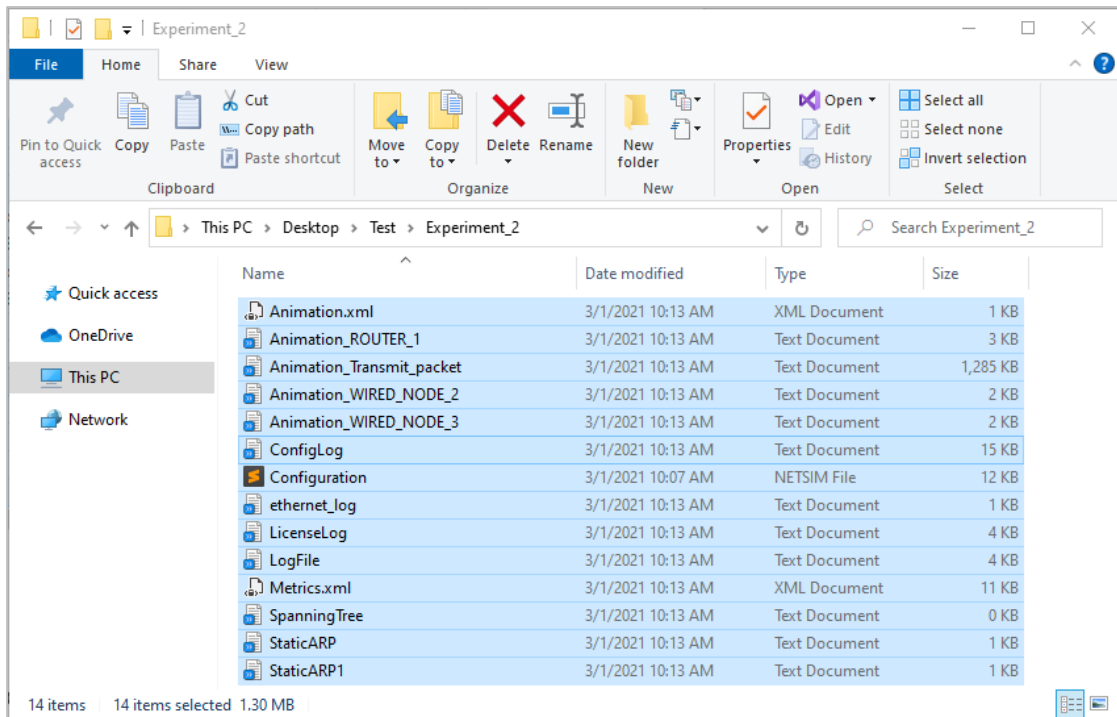 Experiment_2
File Home Share View
Pin to Quick access
Copy
Paste
Cut
Copy path
Paste shortcut
Move to
Copy to
Delete
Rename
New folder
Properties
Open
Edit
History
Select all
Select none
Invert selection
Clipboard Organize New Open Select
This PC > Desktop > Test > Experiment_2
Search Experiment_2
Quick access
OneDrive
This PC
Network
Name Date modified Type Size
Animation.xml 3/1/2021 10:13 AM XML Document 1 KB
Animation_ROUTER_1 3/1/2021 10:13 AM Text Document 3 KB
Animation_Transmit_packet 3/1/2021 10:13 AM Text Document 1,285 KB
Animation_WIRED_NODE_2 3/1/2021 10:13 AM Text Document 2 KB
Animation_WIRED_NODE_3 3/1/2021 10:13 AM Text Document 2 KB
ConfigLog 3/1/2021 10:13 AM Text Document 15 KB
Configuration 3/1/2021 10:07 AM NETSIM File 12 KB
ethernet_log 3/1/2021 10:13 AM Text Document 1 KB
LicenseLog 3/1/2021 10:13 AM Text Document 4 KB
LogFile 3/1/2021 10:13 AM Text Document 4 KB
Metrics.xml 3/1/2021 10:13 AM XML Document 11 KB
SpanningTree 3/1/2021 10:13 AM Text Document 0 KB
StaticARP 3/1/2021 10:13 AM Text Document 1 KB
StaticARP1 3/1/2021 10:13 AM Text Document 1 KB
14 items 14 items selected 1.30 MB